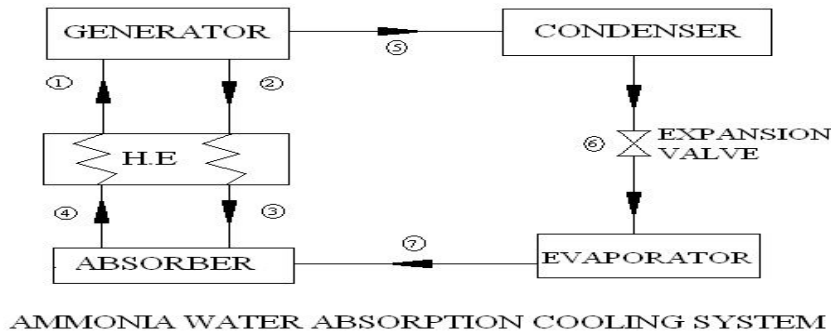 GENERATOR
⑤
CONDENSER
①
②
H.E
⑥
EXPANSION
VALVE
④
③
ABSORBER
⑦
EVAPORATOR
AMMONIA WATER ABSORPTION COOLING SYSTEM